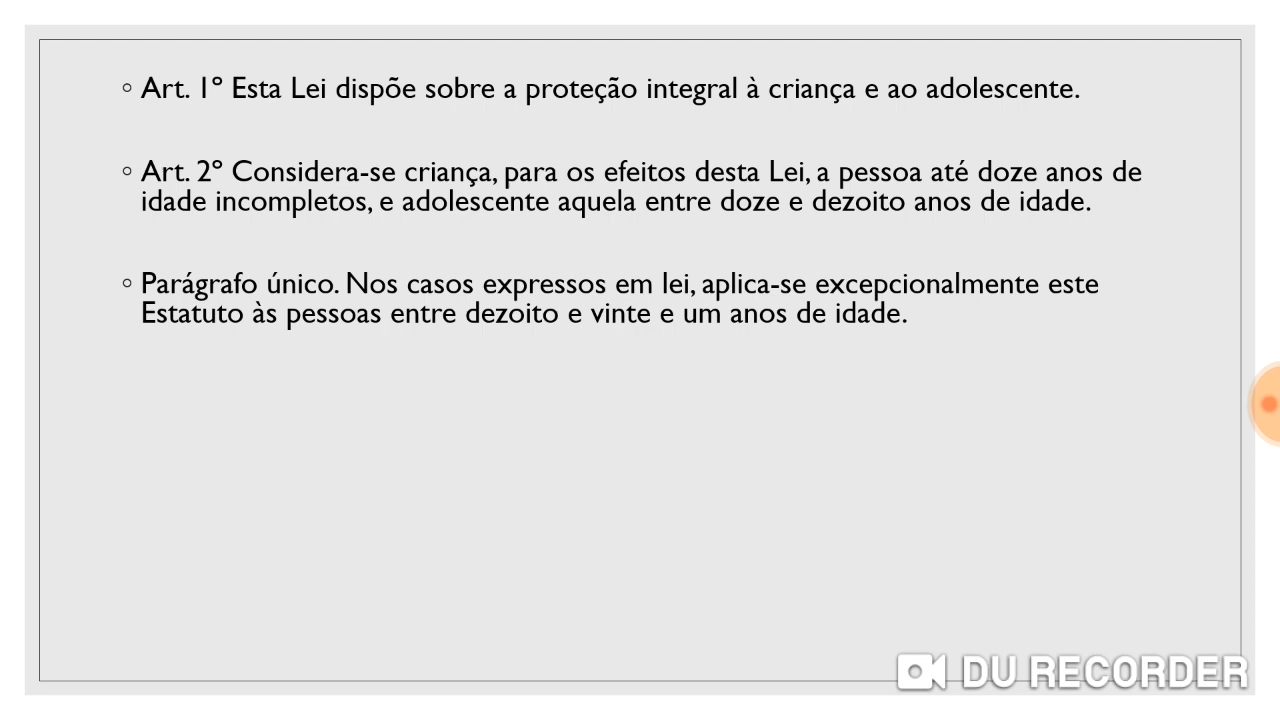 ◦ Art. 1º Esta Lei dispõe sobre a proteção integral à criança e ao adolescente.
◦ Art. 2º Considera-se criança, para os efeitos desta Lei, a pessoa até doze anos de
idade incompletos, e adolescente aquela entre doze e dezoito anos de idade.
◦ Parágrafo único. Nos casos expressos em lei, aplica-se excepcionalmente este
Estatuto às pessoas entre dezoito e vinte e um anos de idade.
DU RECORDER